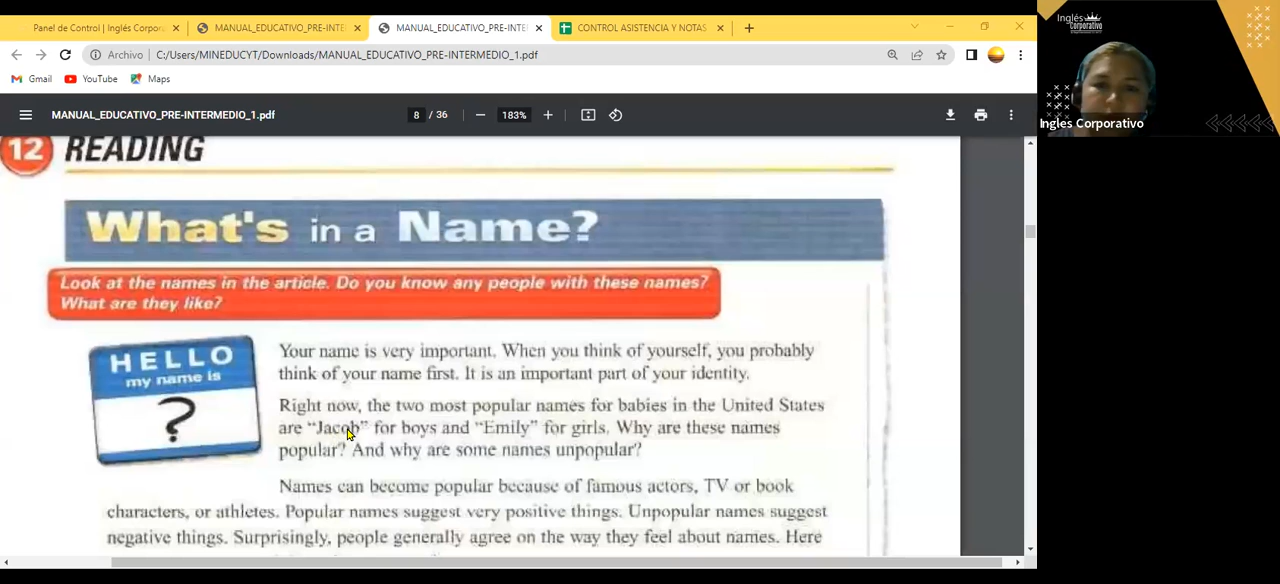 Panel de Control | Inglés Corpora
MANUAL_EDUCATIVO_PRE-INTE
MANUAL_EDUCATIVO_PRE-INTE
CONTROL ASISTENCIA Y NOTAS
Archivo
C:/Users/MINEDUCYT/Downloads/MANUAL_EDUCATIVO_PRE-INTERMEDIO_1.pdf
Gmail
YouTube
Maps
MANUAL_EDUCATIVO_PRE-INTERMEDIO_1.pdf
8 / 36
183%
12 READING
What's in a Name?
Look at the names in the article. Do you know any people with these names?
What are they like?
HELLO
my name is
?
Your name is very important. When you think of yourself, you probably
think of your name first. It is an important part of your identity.
Right now, the two most popular names for babies in the United States
are “Jacob” for boys and “Emily” for girls. Why are these names
popular? And why are some names unpopular?
Names can become popular because of famous actors, TV or book
characters, or athletes. Popular names suggest very positive things. Unpopular names suggest
negative things. Surprisingly, people generally agree on the way they feel about names. Here
Inglés
Corporativo
Ingles Corporativo